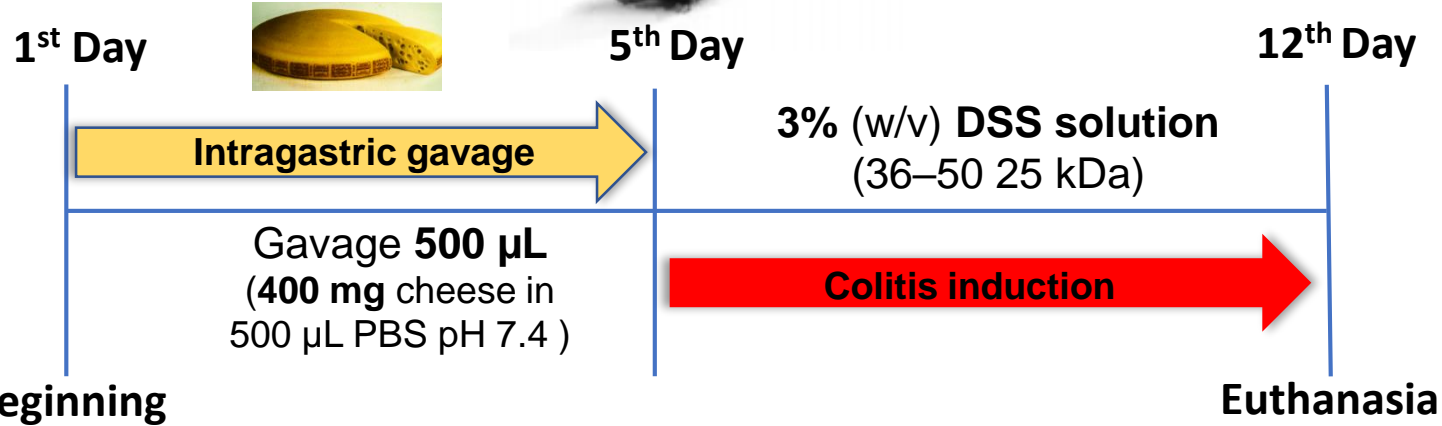 1st Day
5th Day
12th Day
Intragastric gavage
3% (w/v) DSS solution
(36–50 25 kDa)
Gavage 500 µL
(400 mg cheese in
500 µL PBS pH 7.4 )
Colitis induction
eginning
Euthanasia